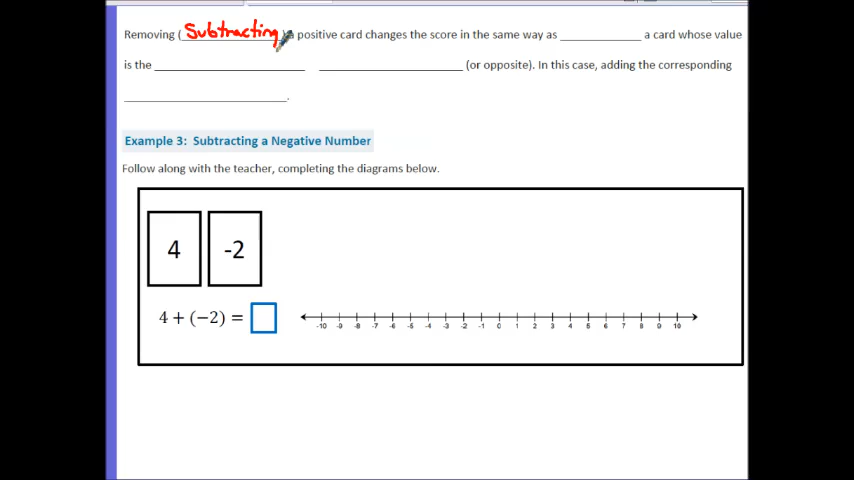 Removing ( Subtracting ) a positive card changes the score in the same way as ____________ a card whose value
is the ______________________ _____________________ (or opposite). In this case, adding the corresponding
________________________.
Example 3: Subtracting a Negative Number
Follow along with the teacher, completing the diagrams below.
4 -2
4 + (−2) =
-10 -9 -8 -7 -6 -5 -4 -3 -2 -1 0 1 2 3 4 5 6 7 8 9 10